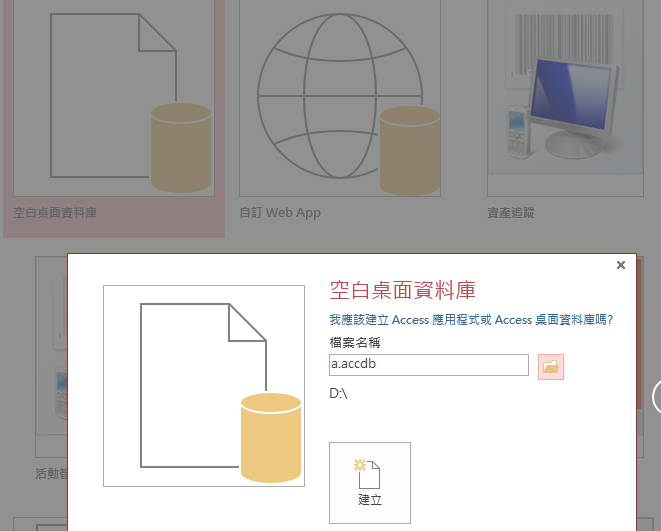 空白桌面資料庫
自訂 Web App
資產追蹤
空白桌面資料庫
我應該建立 Access 應用程式或 Access 桌面資料庫嗎?
檔案名稱
a.accdb
D:\
建立
活動